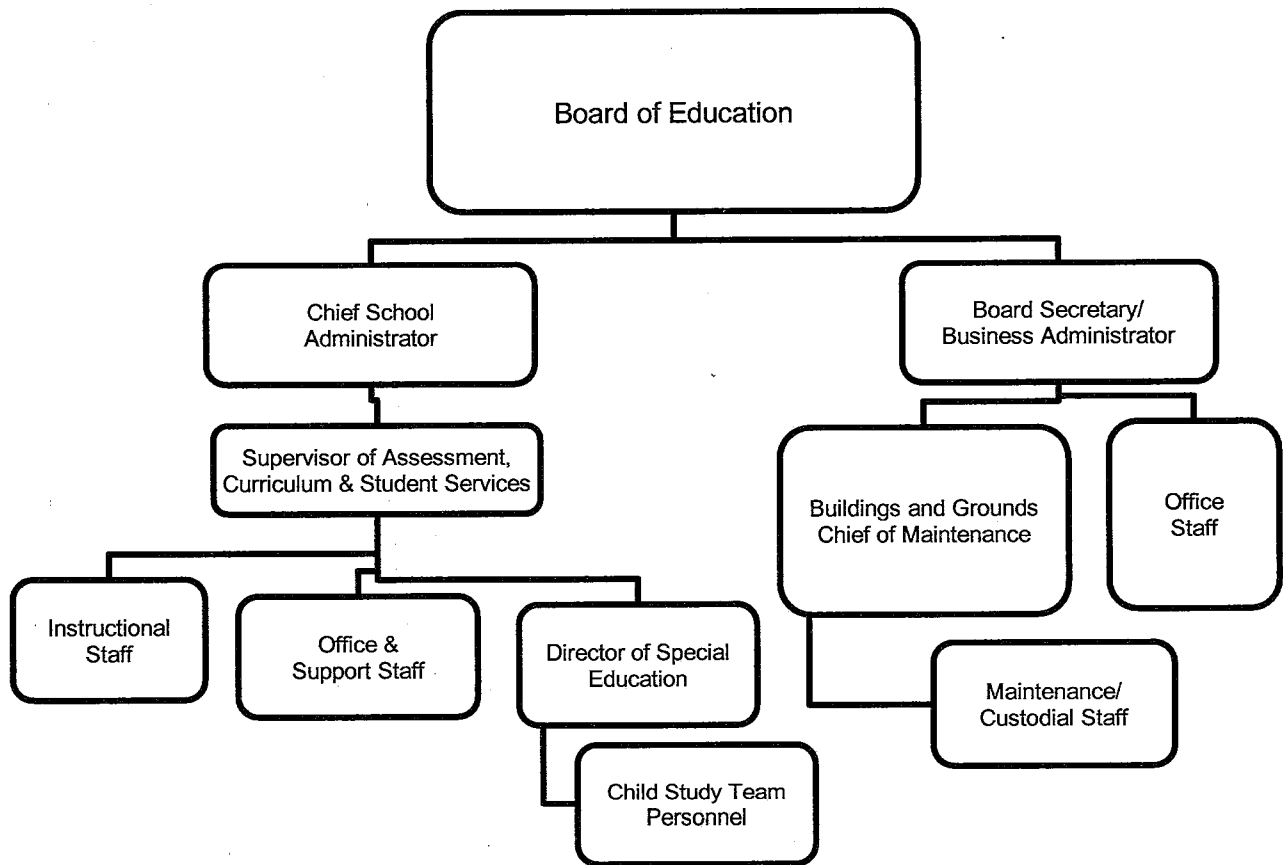 Board of Education
Chief School
Administrator
Board Secretary/
Business Administrator
Supervisor of Assessment,
Curriculum & Student Services
Buildings and Grounds
Chief of Maintenance
Office
Staff
Instructional
Staff
Office &
Support Staff
Director of Special
Education
Maintenance/
Custodial Staff
Child Study Team
Personnel